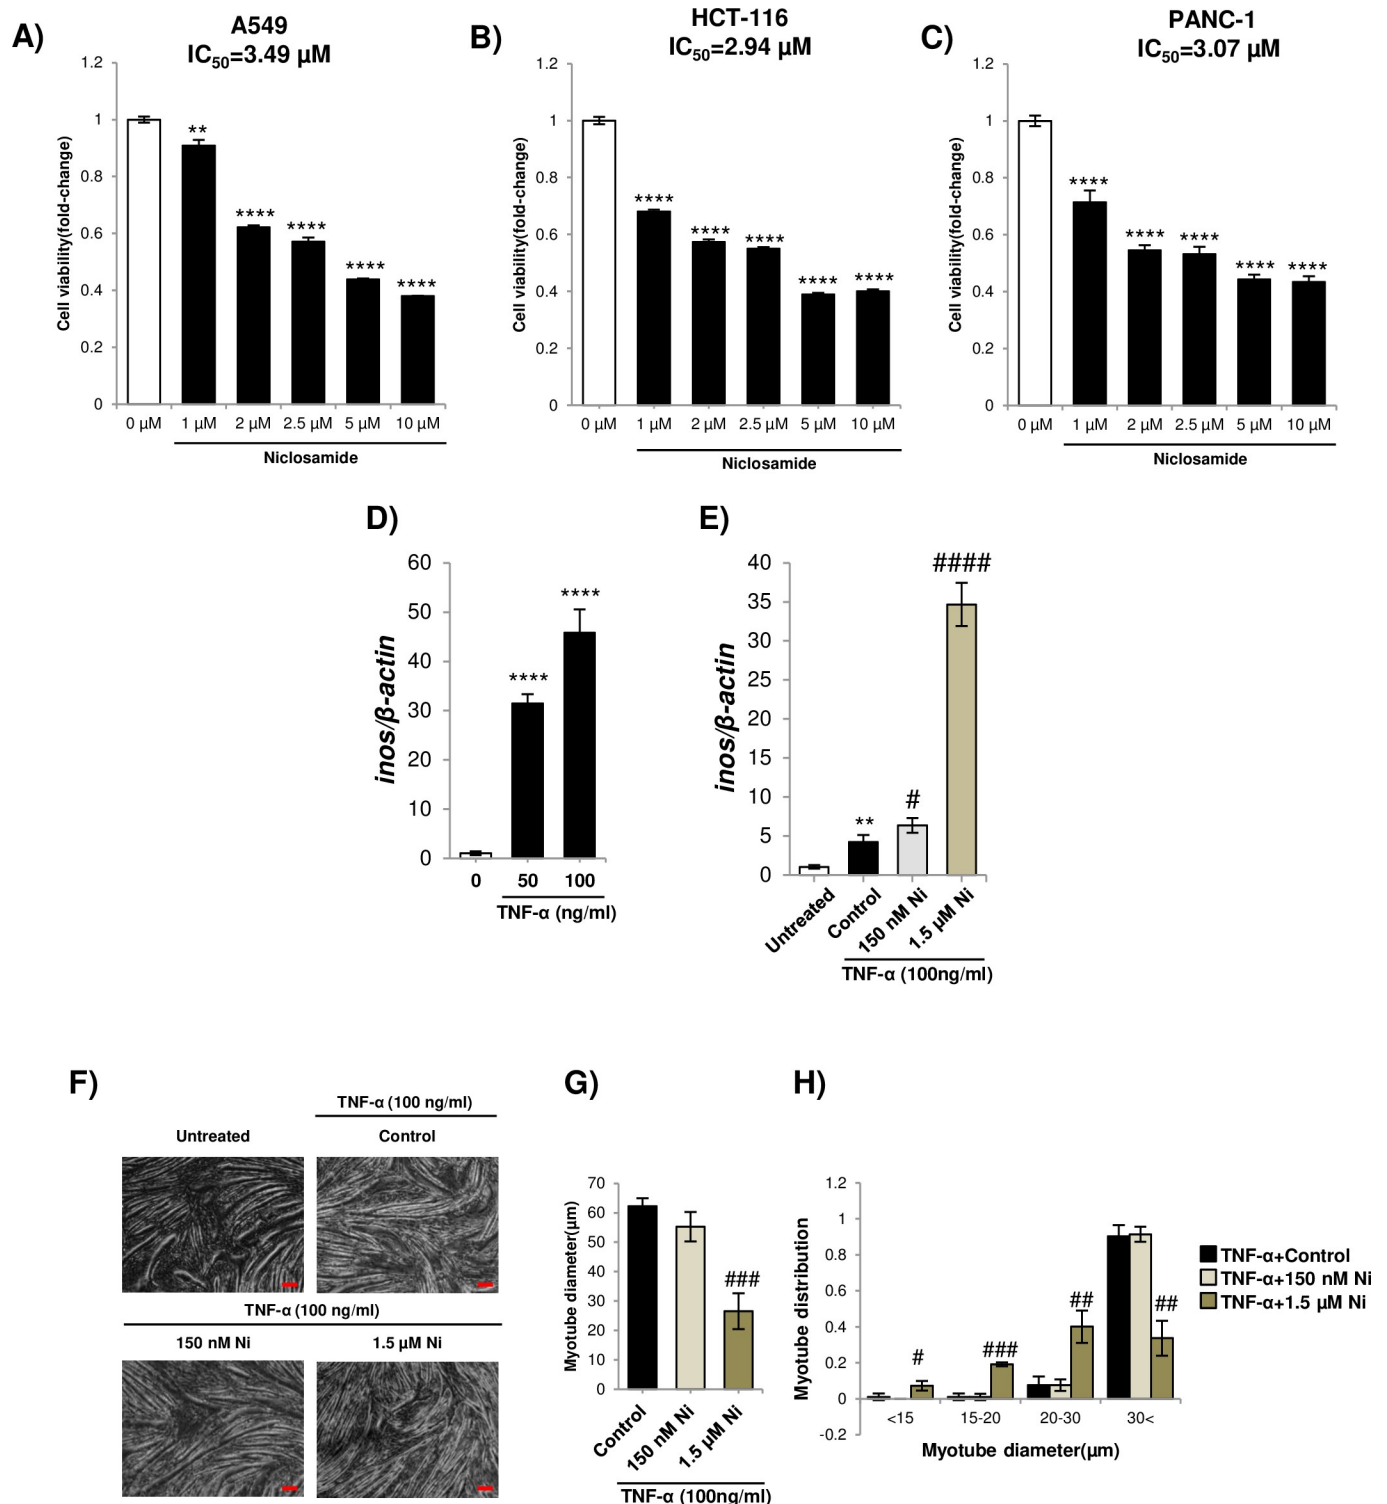 A)
A549
IC50=3.49 µM
1.2
1
0.8
0.6
0.4
0.2
0
Cell viability(fold-change)
**
****
****
****
****
0 µM 1 µM 2 µM 2.5 µM 5 µM 10 µM
Niclosamide
B)
HCT-116
IC50=2.94 µM
1.2
1
0.8
0.6
0.4
0.2
0
Cell viability(fold-change)
****
****
****
****
****
0 µM 1 µM 2 µM 2.5 µM 5 µM 10 µM
Niclosamide
C)
PANC-1
IC50=3.07 µM
1.2
1
0.8
0.6
0.4
0.2
0
Cell viability(fold-change)
****
****
****
****
****
0 µM 1 µM 2 µM 2.5 µM 5 µM 10 µM
Niclosamide
D)
60
50
40
30
20
10
0
inos/β-actin
****
****
0 50 100
TNF-α (ng/ml)
E)
40
35
30
25
20
15
10
5
0
inos/β-actin
**
#
####
Untreated
Control
150 nM Ni
1.5 µM Ni
TNF-α (100ng/ml)
F)
TNF-α (100 ng/ml)
Untreated
Control
TNF-α (100 ng/ml)
150 nM Ni
1.5 µM Ni
G)
70
60
50
40
30
20
10
0
Myotube diameter(µm)
###
Control
150 nM Ni
1.5 µM Ni
TNF-α (100ng/ml)
H)
1.2
1
0.8
0.6
0.4
0.2
0
-0.2
Myotube distribution
#
###
##
##
<15 15-20 20-30 30<
Myotube diameter(µm)
TNF-α+Control
TNF-α+150 nM Ni
TNF-α+1.5 µM Ni